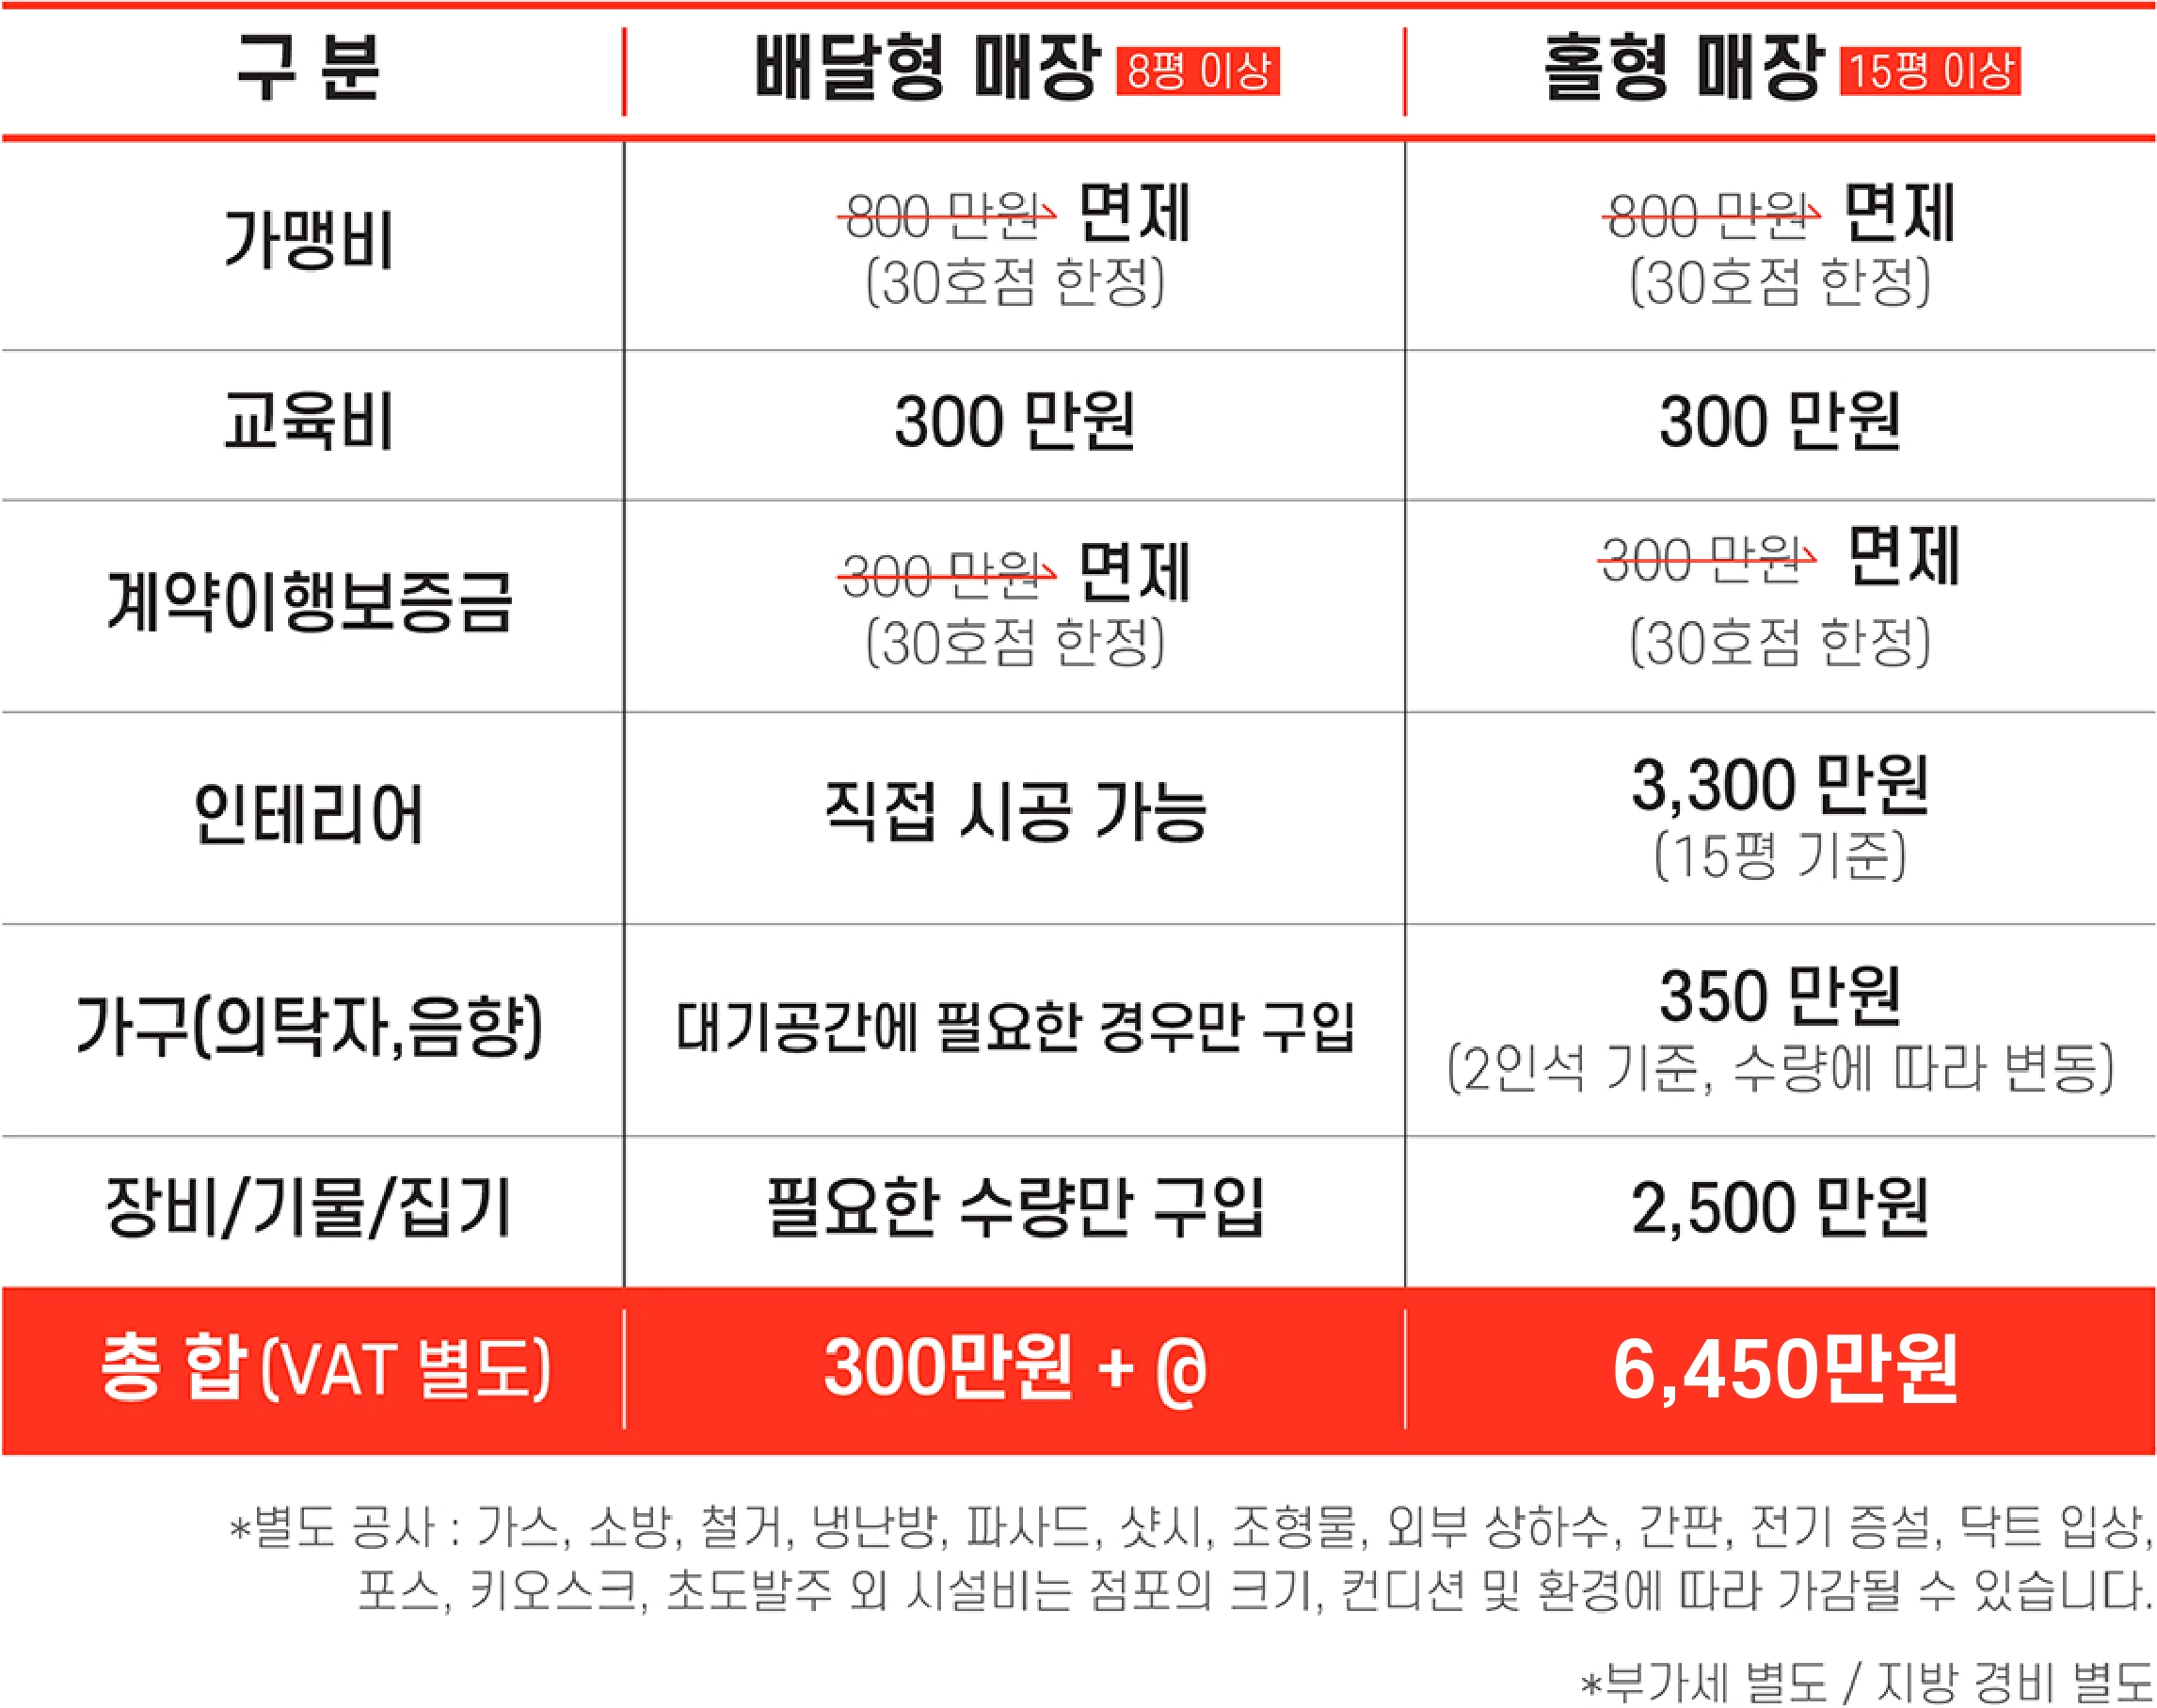 구 분 배달형 매장 8평 이상 홀형 매장 15평 이상
가맹비 800 만원 면제 800 만원 면제
(30호점 한정) (30호점 한정)
교육비 300 만원 300 만원
계약이행보증금 300 만원 면제 300 만원 면제
(30호점 한정) (30호점 한정)
인테리어 직접 시공 가능 3,300 만원
(15평 기준)
가구(의탁자,음향) 대기공간에 필요한 경우만 구입 350 만원
(2인석 기준, 수량에 따라 변동)
장비/기물/집기 필요한 수량만 구입 2,500 만원
총 합(VAT 별도) 300만원 + @ 6,450만원
*별도 공사 : 가스, 소방, 철거, 냉난방, 파사드, 샷시, 조형물, 외부 상하수, 간판, 전기 증설, 닥트 입상,
포스, 키오스크, 초도발주 외 시설비는 점포의 크기, 컨디션 및 환경에 따라 가감될 수 있습니다.
*부가세 별도 / 지방 경비 별도